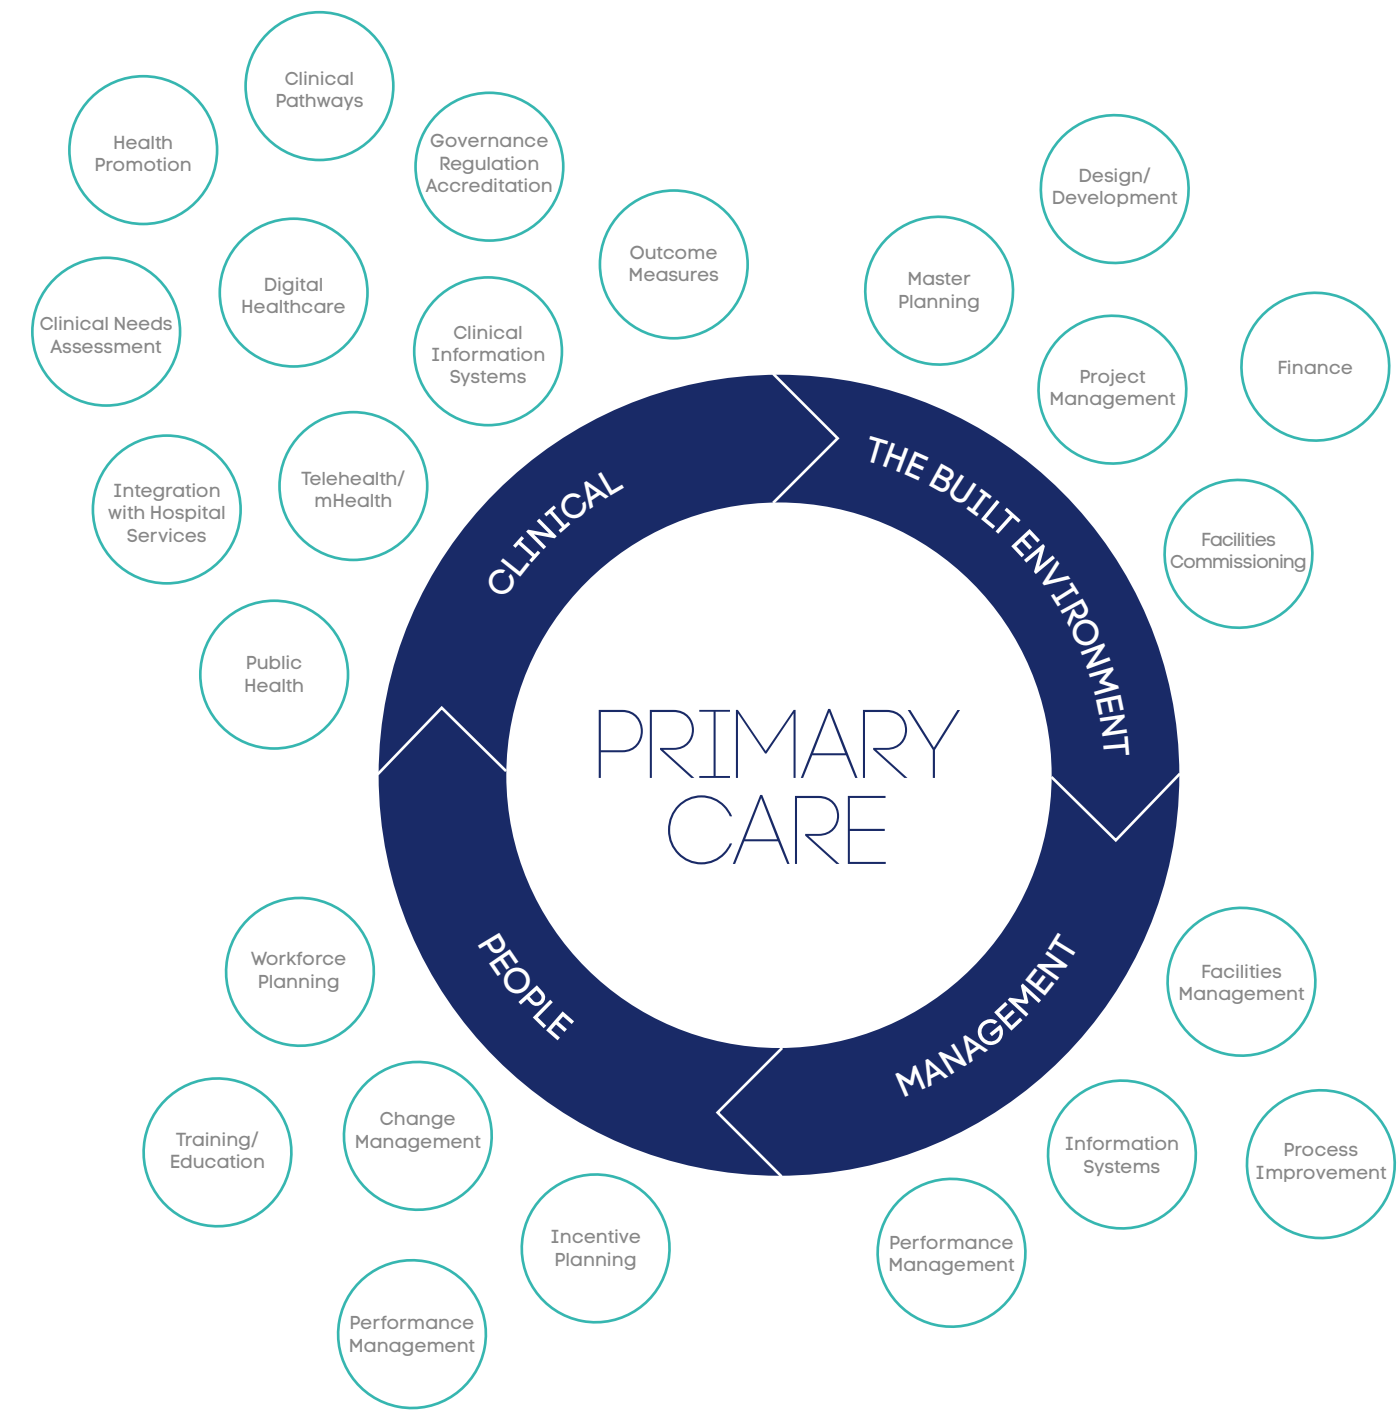 Clinical
Pathways
Health
Promotion
Governance
Regulation
Accreditation
Outcome
Measures
Digital
Healthcare
Clinical Needs
Assessment
Clinical
Information
Systems
Telehealth/
mHealth
Integration
with Hospital
Services
Public
Health
CLINICAL
Design/
Development
Master
Planning
Project
Management
Finance
Facilities
Commissioning
THE BUILT ENVIRONMENT
PRIMARY
CARE
PEOPLE
Workforce
Planning
Change
Management
Training/
Education
Incentive
Planning
Performance
Management
MANAGEMENT
Facilities
Management
Information
Systems
Process
Improvement
Performance
Management